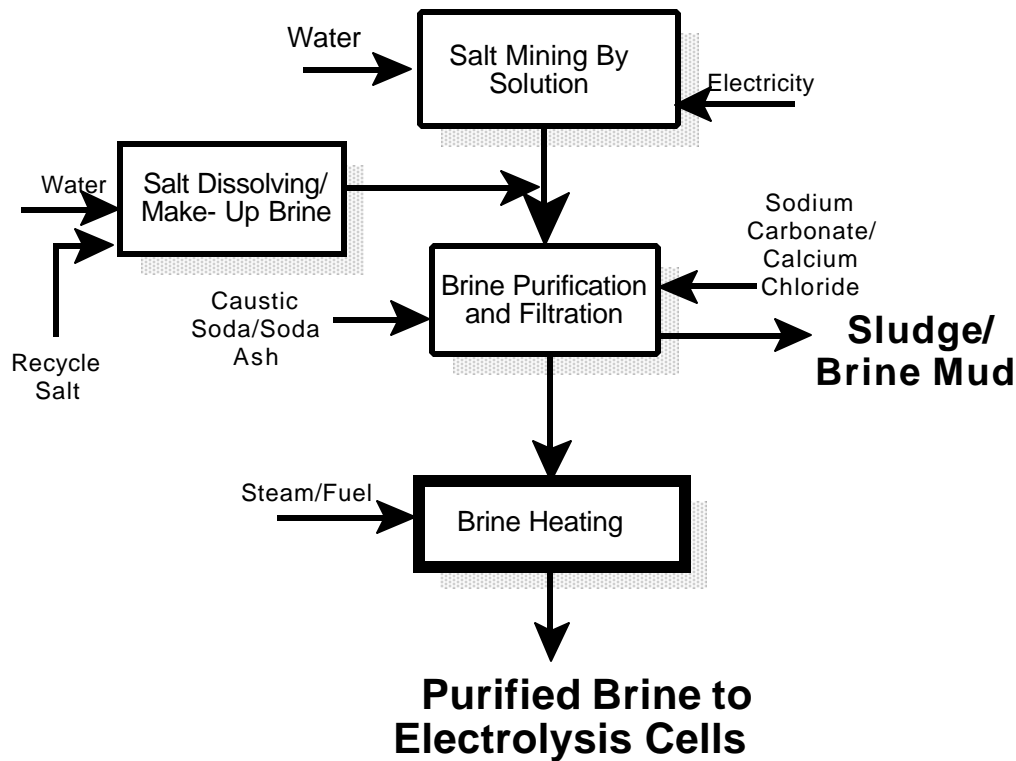 Water
Salt Mining By
Solution
Electricity
Water
Salt Dissolving/
Make- Up Brine
Recycle
Salt
Sodium
Carbonate/
Calcium
Chloride
Brine Purification
and Filtration
Caustic
Soda/Soda
Ash
Sludge/
Brine Mud
Steam/Fuel
Brine Heating
Purified Brine to
Electrolysis Cells